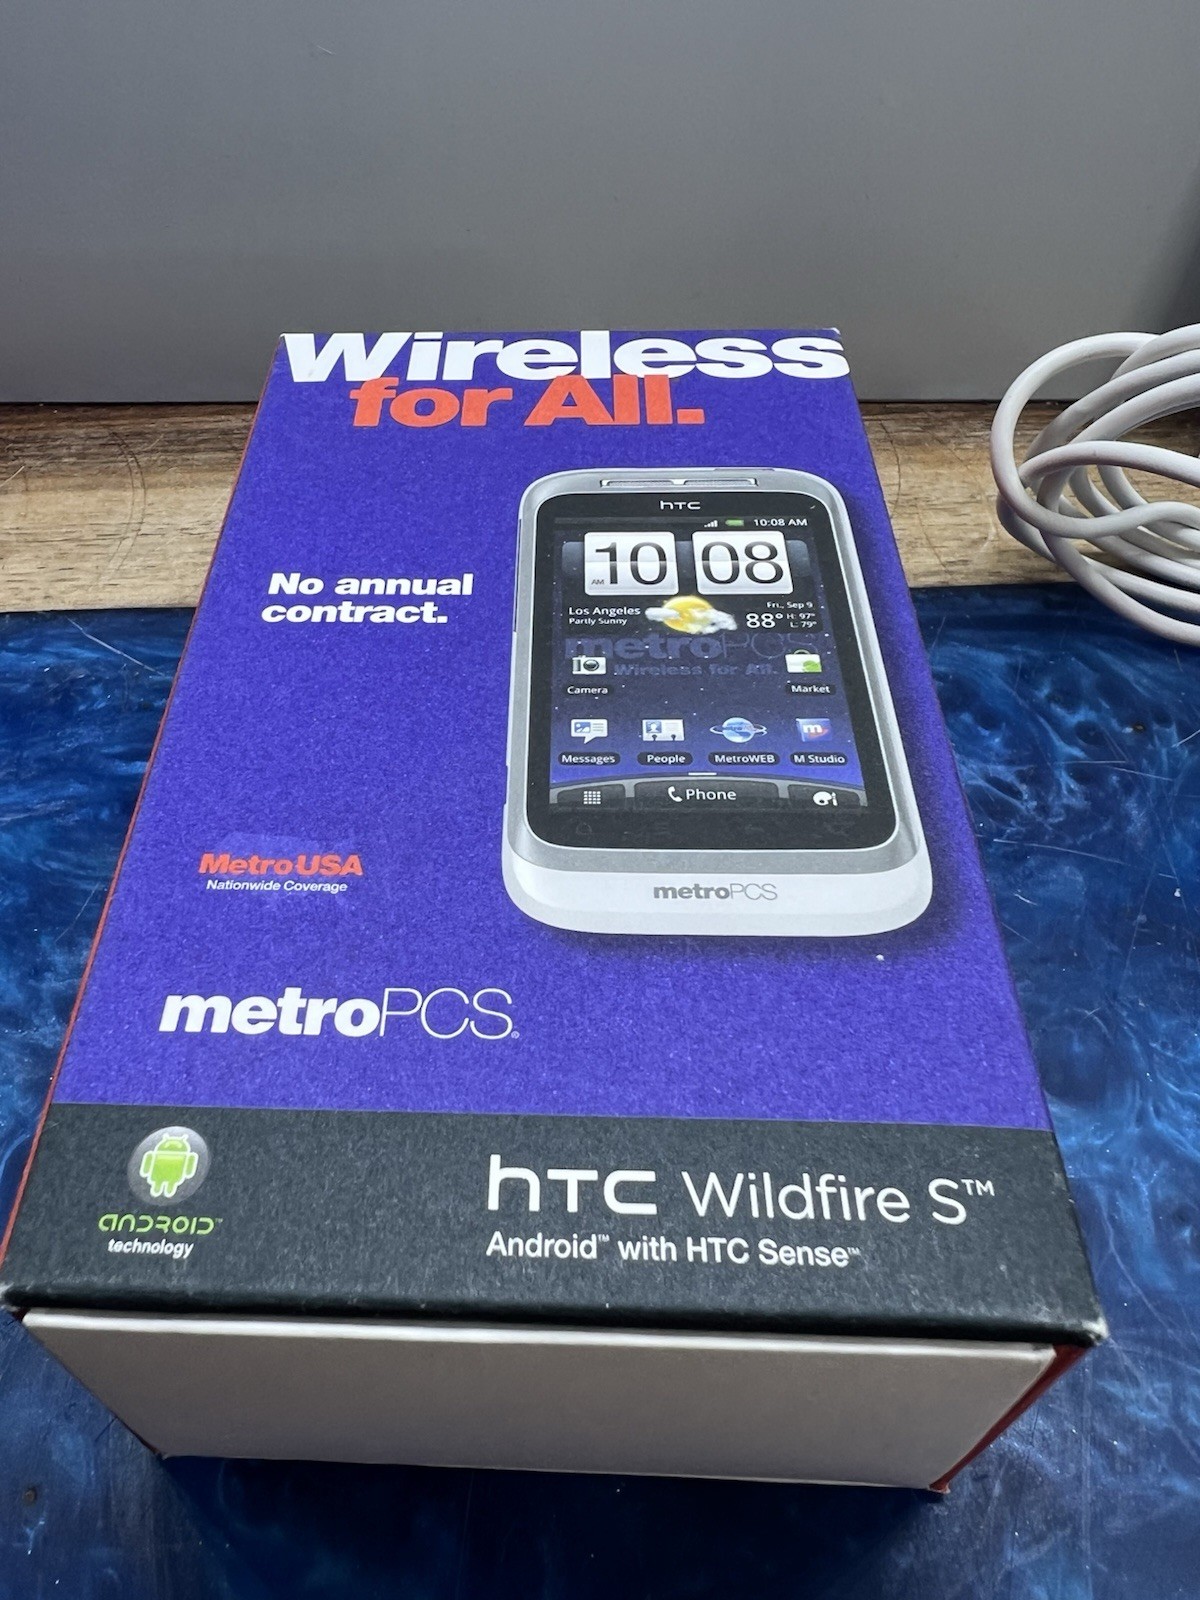 Wireless
for All.
No annual
contract.
hTC
10:08 AM
AM 10 08
Los Angeles
Partly Sunny
Fri., Sep 9
88° H: 97°
L: 79°
metroPCS
Wireless for All.
Camera
Market
Messages
People
MetroWEB
M Studio
Phone
metroPCS
MetroUSA
Nationwide Coverage
metroPCS®
ANDROID™
technology
hTC Wildfire S™
Android™ with HTC Sense™